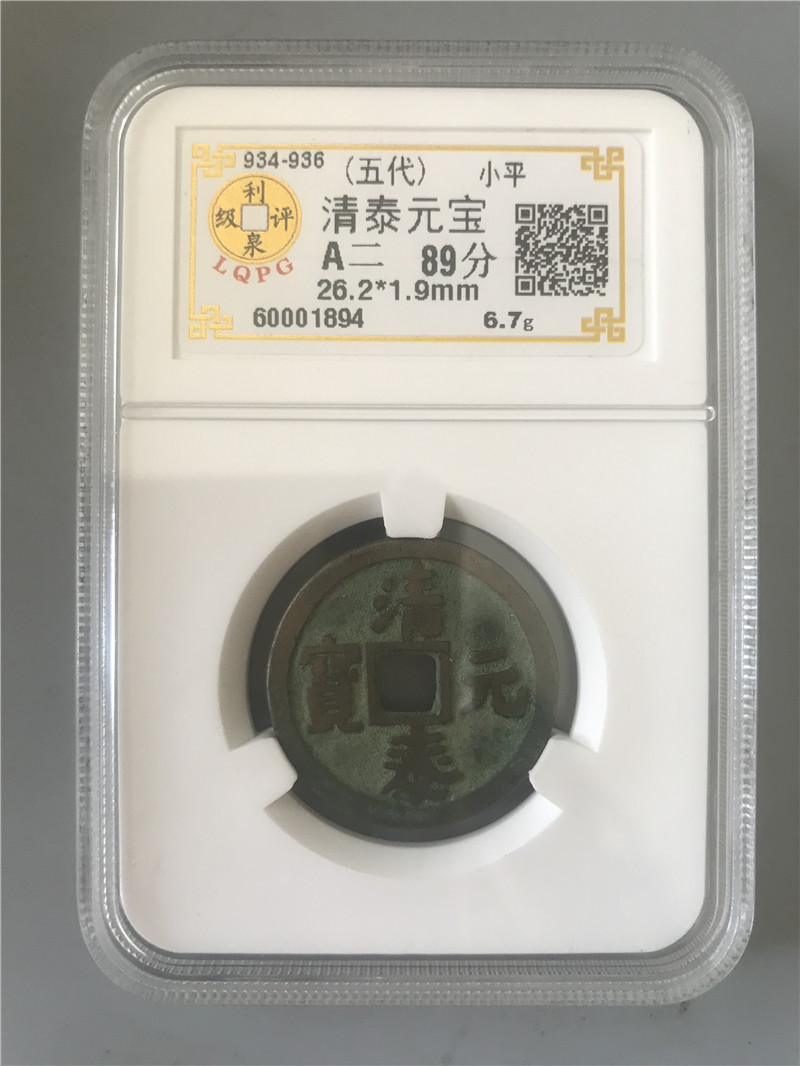 934-936 (五代) 小平
利泉评级
LQPG
清泰元宝
A二 89分
26.2*1.9mm
60001894 6.7g
清泰元寶